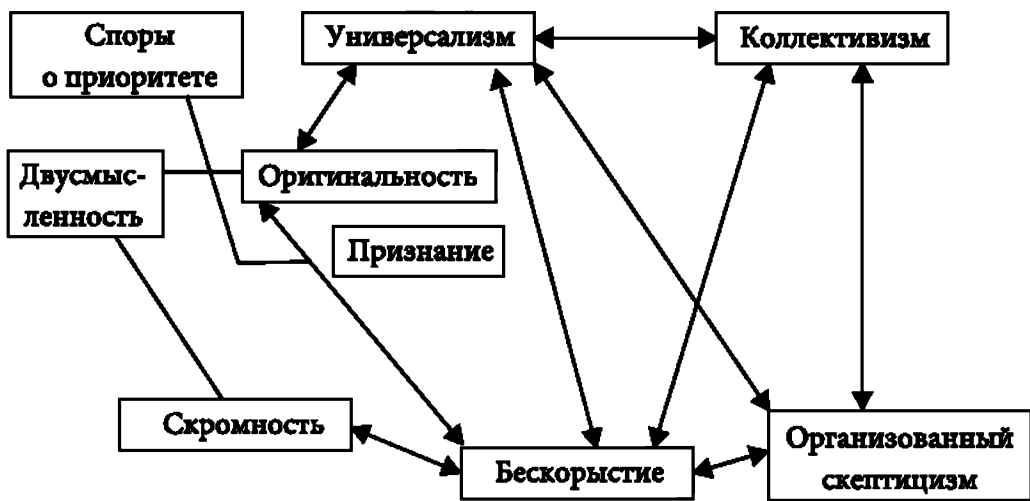 Споры
о приоритете
Универсализм
Коллективизм
Двусмыс-
ленность
Оригинальность
Признание
Скромность
Бескорыстие
Организованный
скептицизм